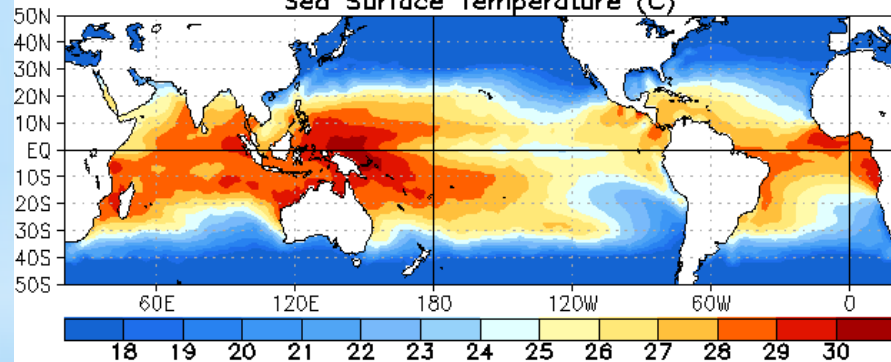 Sea Surface Temperature (C)
50N
40N
30N
20N
10N
EQ
10S
20S
30S
40S
50S
60E 120E 180 120W 60W 0
18 19 20 21 22 23 24 25 26 27 28 29 30